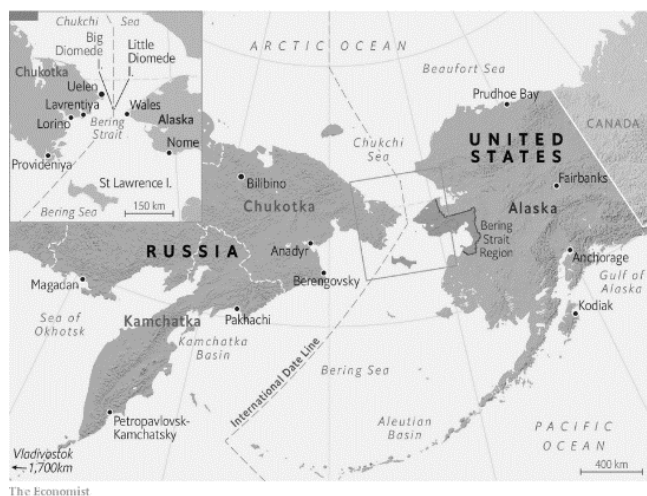 Chukchi Sea
Big
Diomede
I.
Little
Diomede
I.
Chukotka
Uelen
Lavrentiya
Lorino
Bering
Strait
Wales
Alaska
Nome
Provideniya
St Lawrence I.
Bering Sea
150 km
ARCTIC OCEAN
Beaufort Sea
Prudhoe Bay
Chukchi
Sea
UNITED
STATES
CANADA
Fairbanks
Alaska
Bilibino
Chukotka
Bering
Strait
Region
RUSSIA
Anadyr
Anchorage
Berengovsky
Gulf of
Alaska
Magadan
Kodiak
Sea of
Okhotsk
Kamchatka
Pakhachi
Kamchatka
Basin
International Date Line
Bering Sea
Aleutian
Basin
Petropavlovsk-
Kamchatsky
PACIFIC
OCEAN
Vladivostok
1,700km
400 km
The Economist